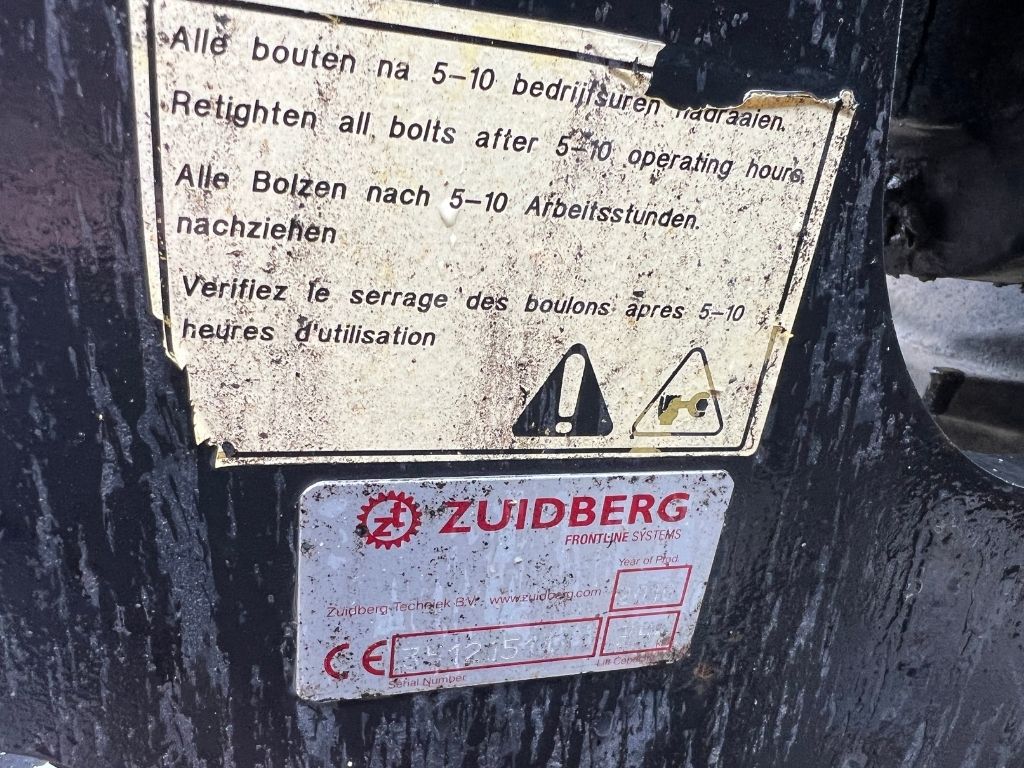 Alle bouten na 5-10 bedrijfsuren nadraaien.
Retighten all bolts after 5-10 operating hours.
Alle Bolzen nach 5-10 Arbeitsstunden.
nachziehen
Verifiez le serrage des boulons apres 5-10
heures d'utilisation
zt ZUIDBERG
FRONTLINE SYSTEMS
Year of Prod.
Zuidberg Techniek B.V. www.zuidberg.com
CE
Lift Capacity
Serial Number